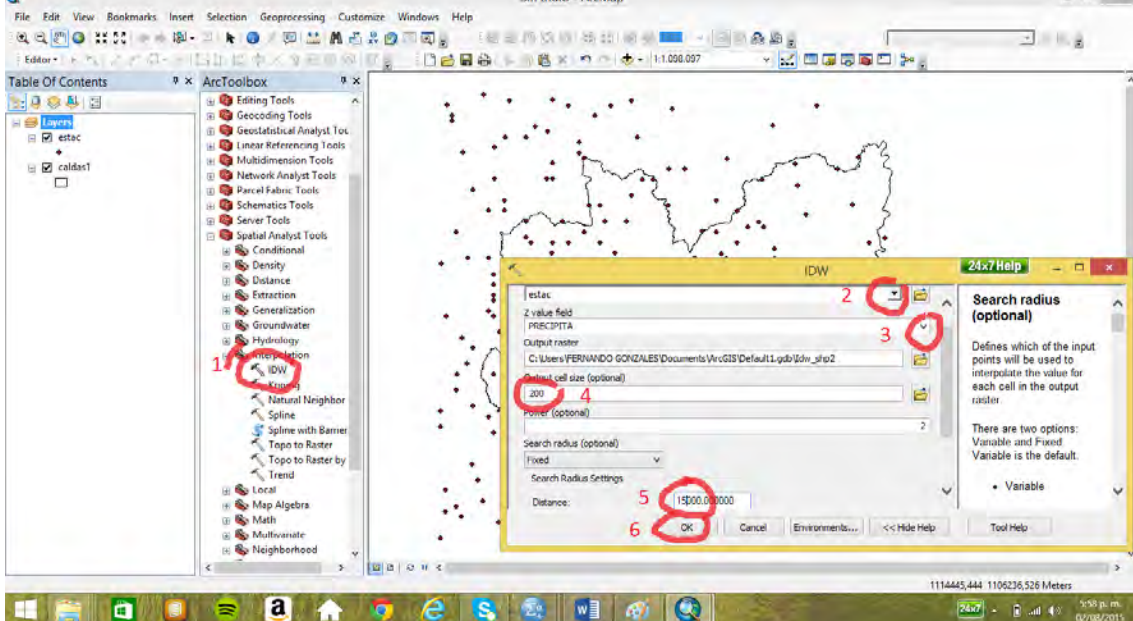 File Edit View Bookmarks Insert Selection Geoprocessing Customize Windows Help
Editor
1:1.098.097
Table Of Contents
Layers
estac
caldas1
ArcToolbox
Editing Tools
Geocoding Tools
Geostatistical Analyst Toc
Linear Referencing Tools
Multidimension Tools
Network Analyst Tools
Parcel Fabric Tools
Schematics Tools
Server Tools
Spatial Analyst Tools
Conditional
Density
Distance
Extraction
Generalization
Groundwater
Hydrology
1
Interpolation
IDW
Kriging
Natural Neighbor
Spline
Spline with Barrier
Topo to Raster
Topo to Raster by
Trend
Local
Map Algebra
Math
Multivariate
Neighborhood
IDW
24x7 Help
estac
2
Z value field
PRECIPITA
3
Output raster
C:\Users\FERNANDO GONZALES\Documents\ArcGIS\Default1.gdb\Idw_shp2
Output cell size (optional)
200
4
Power (optional)
2
Search radius (optional)
Fixed
Search Radius Settings
Distance:
5
15000.000000
6
OK Cancel Environments... << Hide Help Tool Help
Search radius
(optional)
Defines which of the input
points will be used to
interpolate the value for
each cell in the output
raster.
There are two options:
Variable and Fixed
Variable is the default.
• Variable
1114445,444 1106236,526 Meters
24x7
5:58 p. m.
02/08/2015